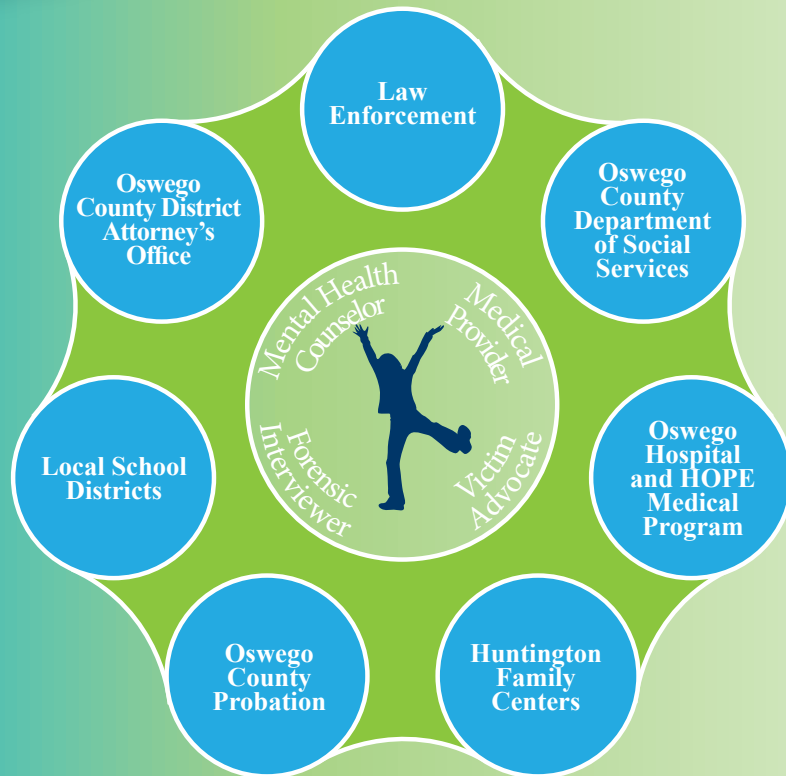 Law
Enforcement
Oswego
County District
Attorney's
Office
Oswego
County
Department
of Social
Services
Mental Health
Counselor
Medical
Provider
Forensic
Interviewer
Victim
Advocate
Local School
Districts
Oswego
Hospital
and HOPE
Medical
Program
Oswego
County
Probation
Huntington
Family
Centers